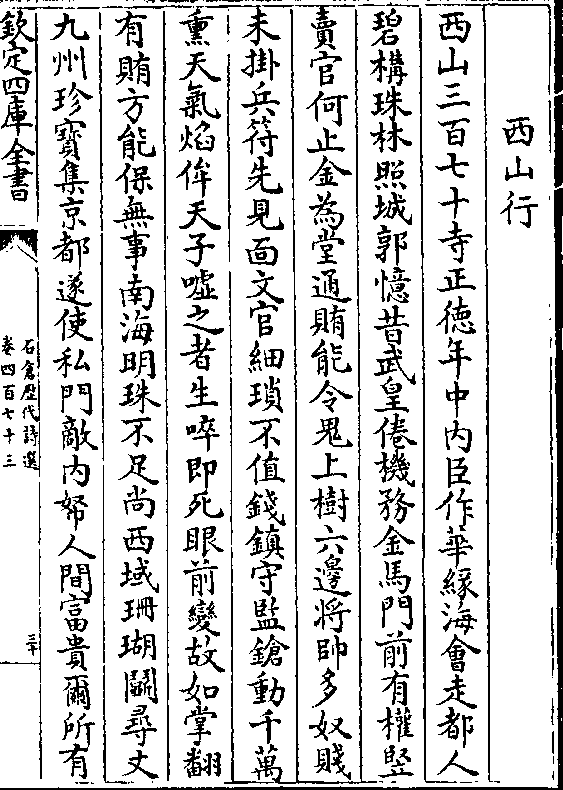 西山行
西山三百七十寺正徳年中内臣作華緣海會走都人
碧構珠林照城郭憶昔武皇倦機務金馬門前有權竪
賣官何止金為堂通賄能令鬼上樹六邊將帥多奴賤
未掛兵符先見面文官細瑣不值錢鎮守監鎗動千萬
熏天氣焰侔天子噓之者生啐即死眼前變故如掌翻
有賄方能保無事南海明珠不足尚西域珊瑚鬬尋丈
九州珍寶集京都遂使私門敵内帑人間富貴爾所有
欽定四庫全書
石倉歴代詩選
卷四百七十三
三十